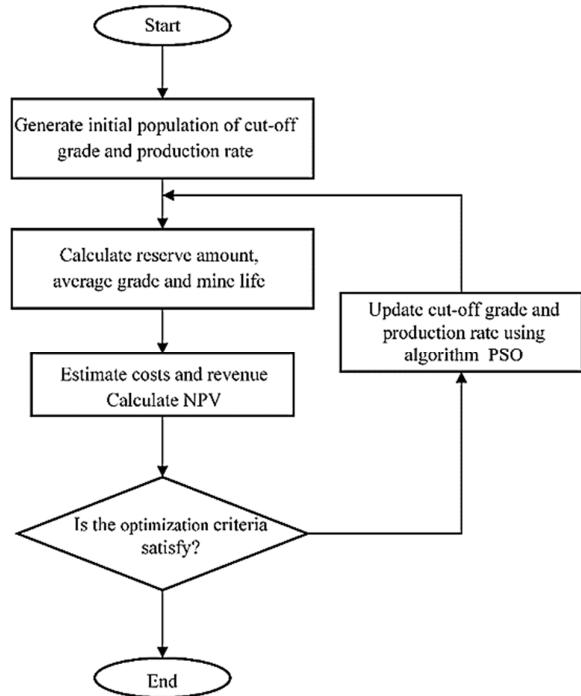 Start
Generate initial population of cut-off
grade and production rate
Calculate reserve amount,
average grade and mine life
Update cut-off grade and
production rate using
algorithm PSO
Estimate costs and revenue
Calculate NPV
Is the optimization criteria
satisfy?
End